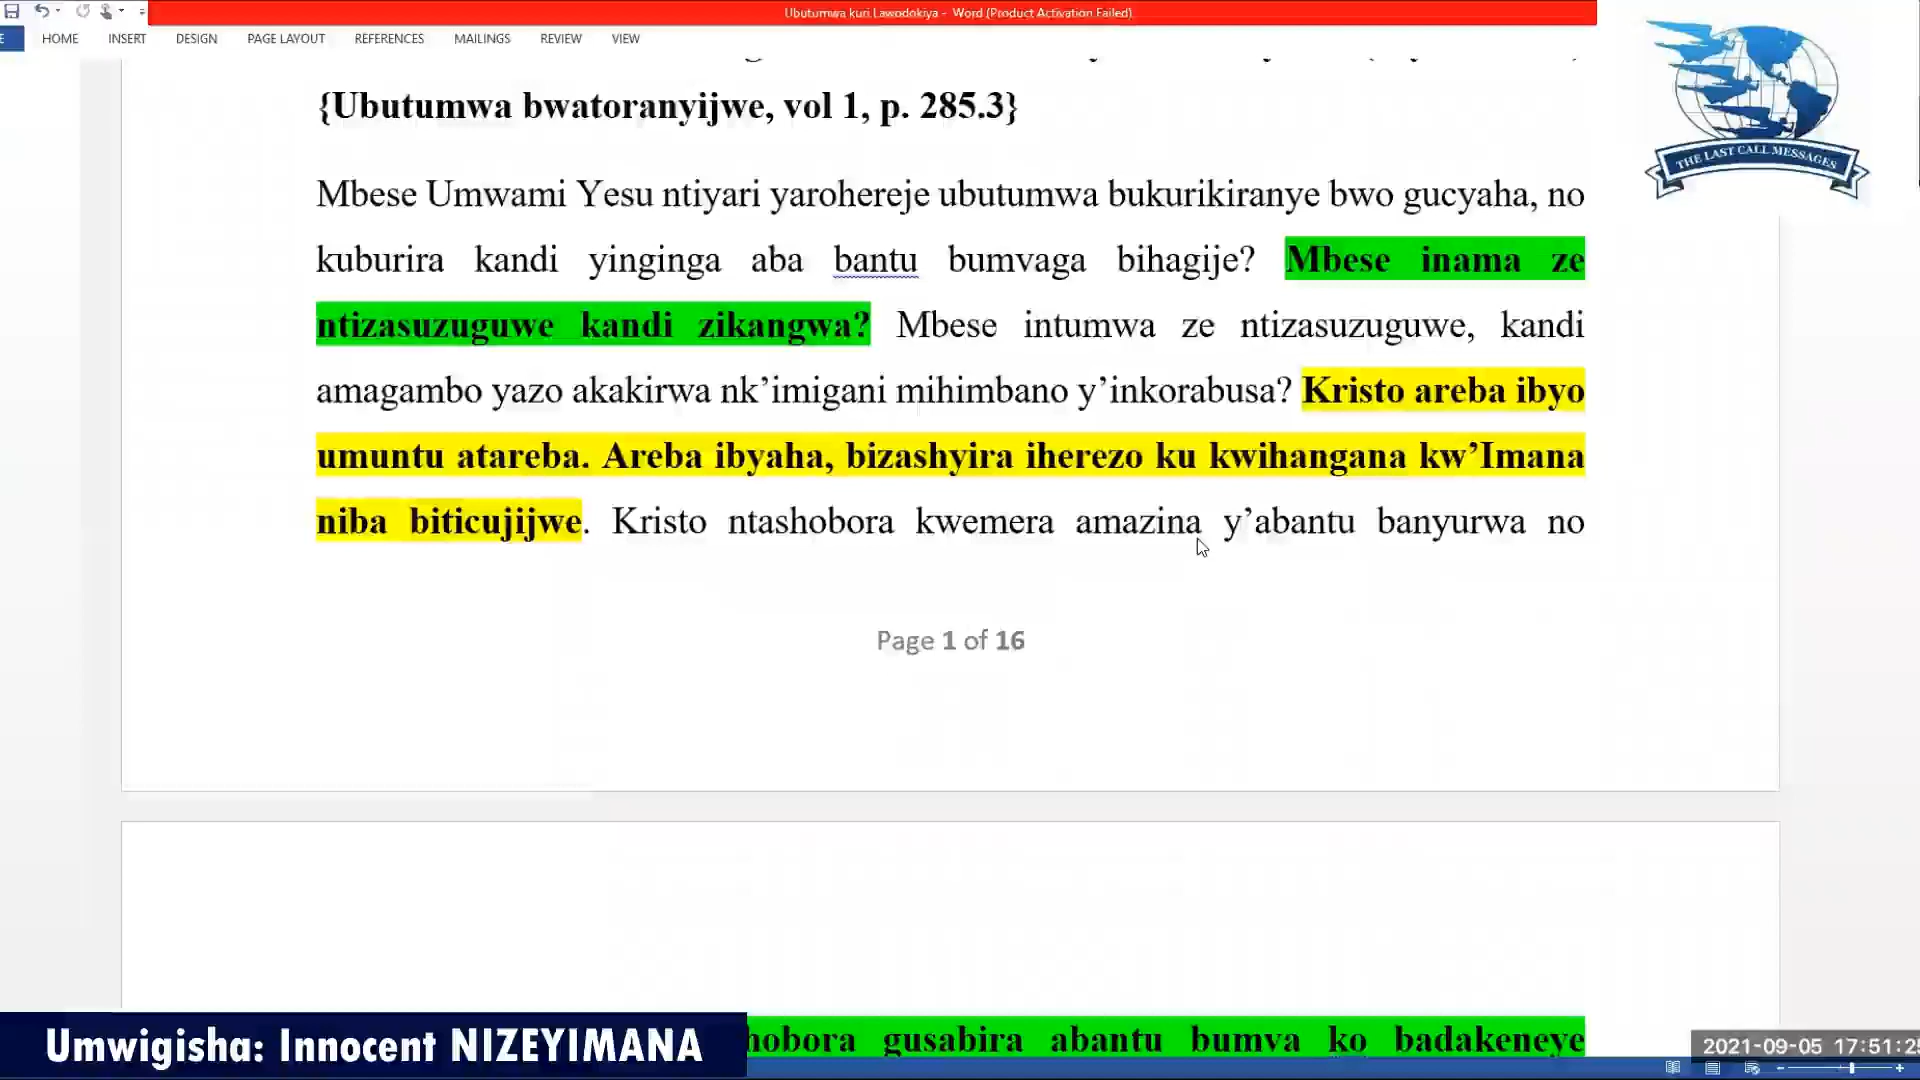 Ubutumwa kuri Lawodokiya - Word (Product Activation Failed)
HOME INSERT DESIGN PAGE LAYOUT REFERENCES MAILINGS REVIEW VIEW
THE LAST CALL MESSAGES
{Ubutumwa bwatoranyijwe, vol 1, p. 285.3}
Mbese Umwami Yesu ntiyari yarohereje ubutumwa bukurikiranye bwo gucyaha, no
kuburira kandi yinginga aba bantu bumvaga bihagije? Mbese inama ze
ntizasuzuguwe kandi zikangwa? Mbese intumwa ze ntizasuzuguwe, kandi
amagambo yazo akakirwa nk’imigani mihimbano y’inkorabusa? Kristo areba ibyo
umuntu atareba. Areba ibyaha, bizashyira iherezo ku kwihangana kw’Imana
niba biticujijwe. Kristo ntashobora kwemera amazina y’abantu banyurwa no
Page 1 of 16
hobora gusabira abantu bumva ko badakeneye
Umwigisha: Innocent NIZEYIMANA
2021-09-05 17:51:25